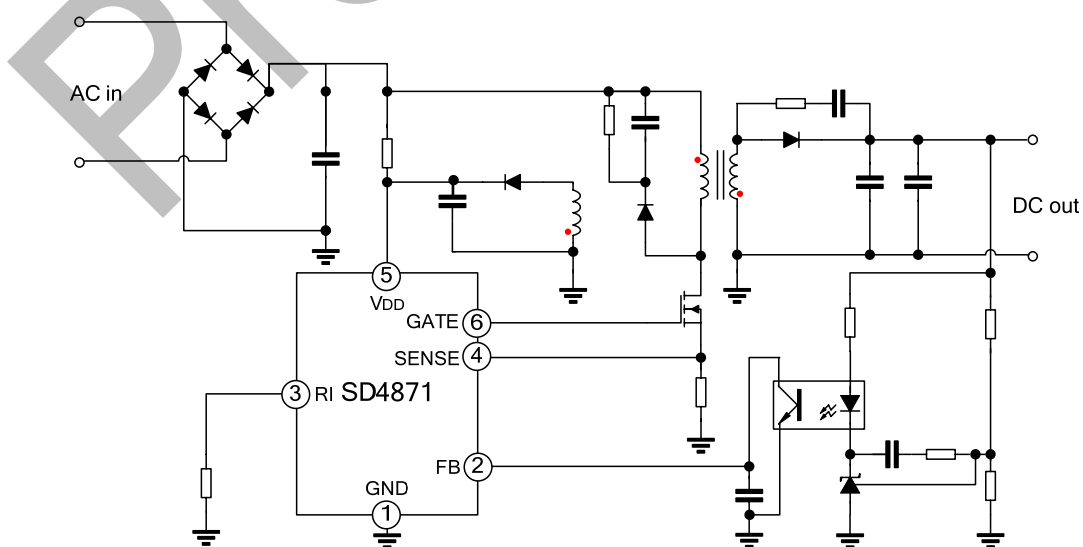 AC in
DC out
5
VDD
GATE 6
SENSE 4
3 RI SD4871
FB 2
GND
1